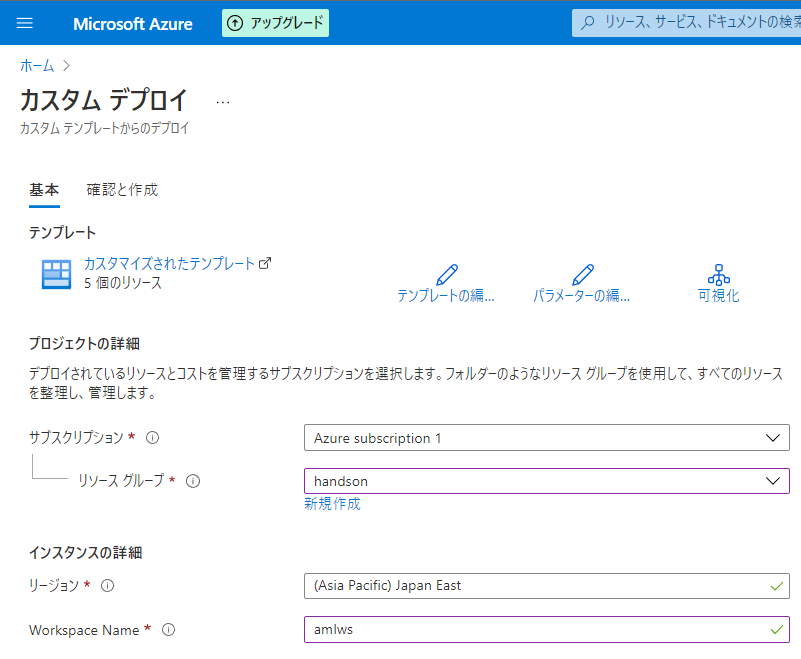 Microsoft Azure
アップグレード
リソース、サービス、ドキュメントの検索
ホーム
カスタム デプロイ
...
カスタム テンプレートからのデプロイ
基本
確認と作成
テンプレート
カスタマイズされたテンプレート
5 個のリソース
テンプレートの編...
パラメーターの編...
可視化
プロジェクトの詳細
デプロイされているリソースとコストを管理するサブスクリプションを選択します。フォルダーのようなリソース グループを使用して、すべてのリソース
を整理し、管理します。
サブスクリプション *
Azure subscription 1
リソース グループ *
handson
新規作成
インスタンスの詳細
リージョン *
(Asia Pacific) Japan East
Workspace Name *
amlws